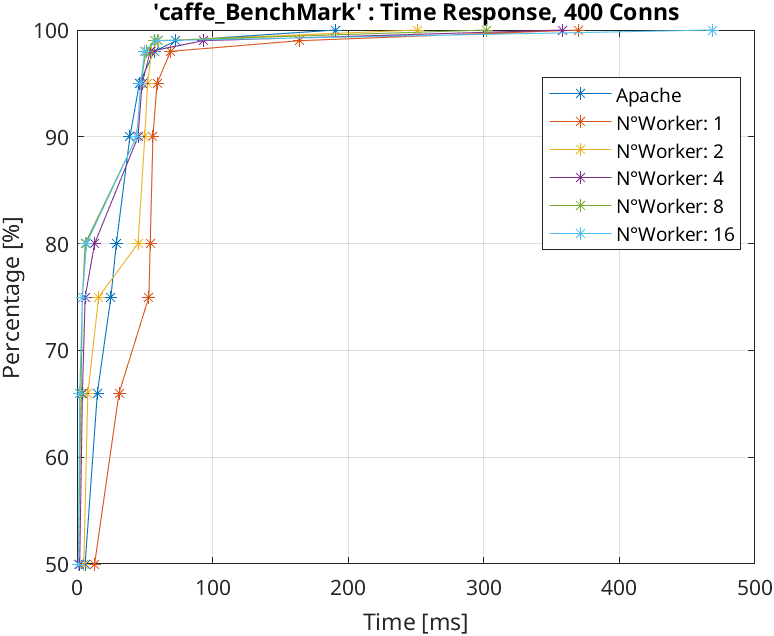 'caffe_BenchMark' : Time Response, 400 Conns
100
90
80
70
60
50
Percentage [%]
Apache
N°Worker: 1
N°Worker: 2
N°Worker: 4
N°Worker: 8
N°Worker: 16
0 100 200 300 400 500
Time [ms]